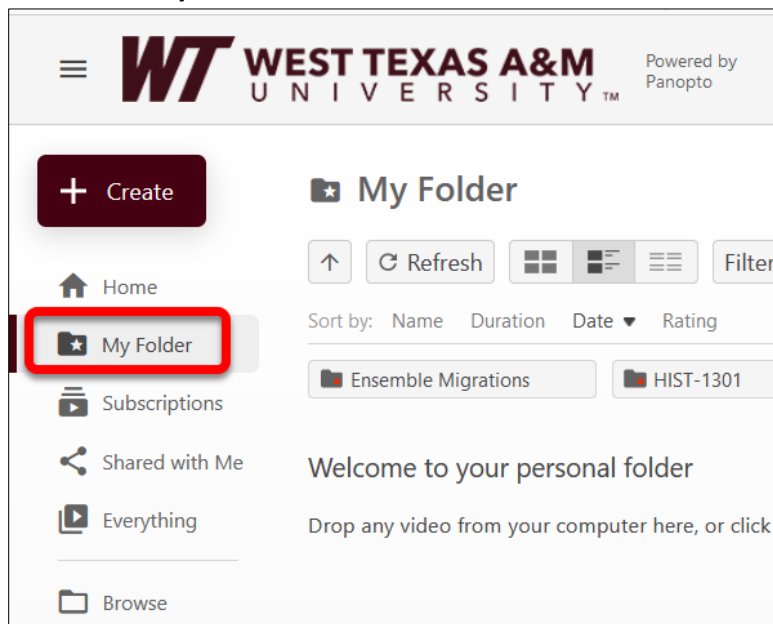 WT WEST TEXAS A&M
UNIVERSITY™
Powered by
Panopto
+ Create
Home
My Folder
Subscriptions
Shared with Me
Everything
Browse
My Folder
Refresh
Filter
Sort by: Name Duration Date Rating
Ensemble Migrations
HIST-1301
Welcome to your personal folder
Drop any video from your computer here, or click